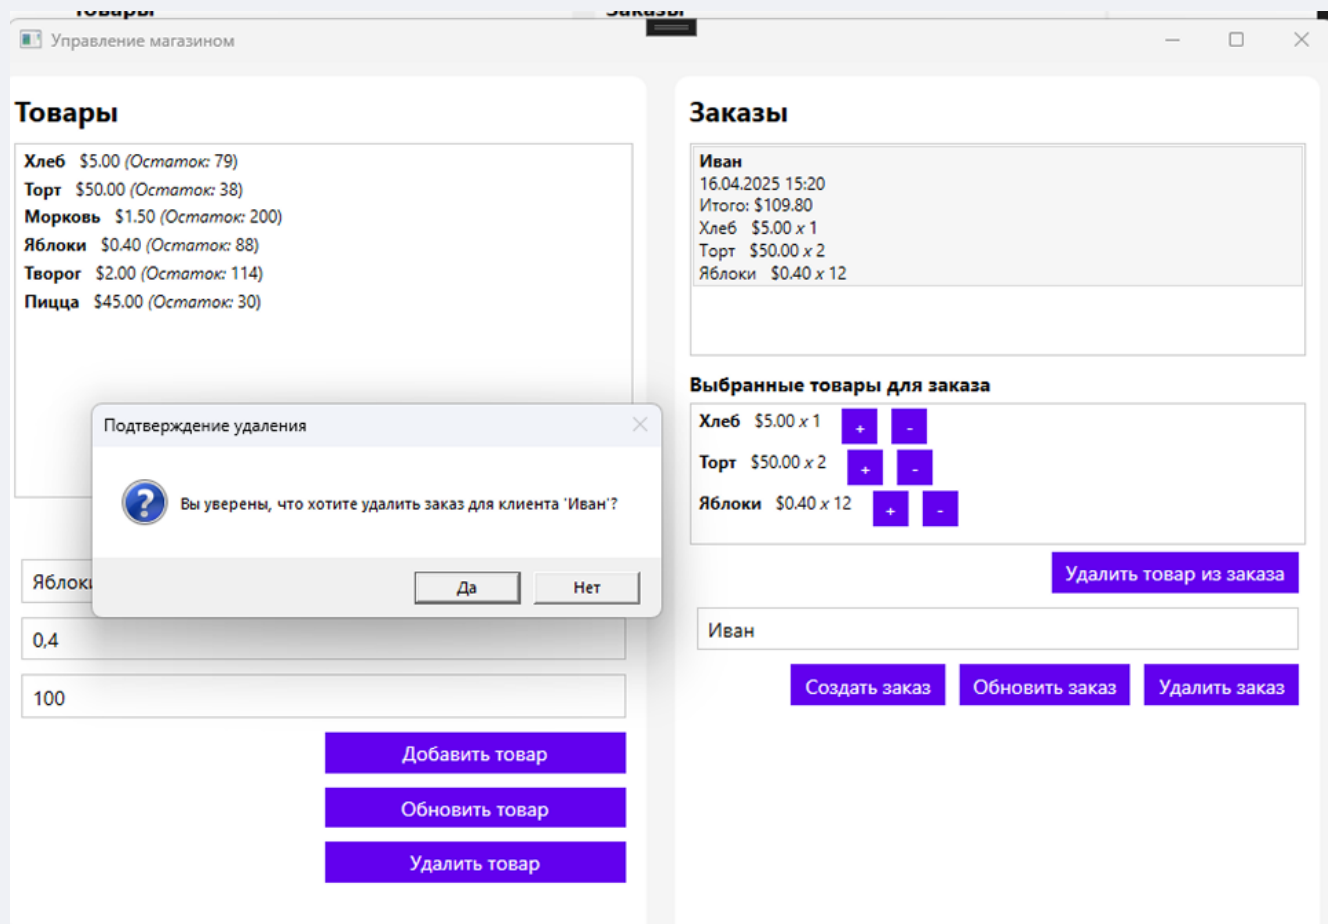 Товары
Заказы
Управление магазином
Товары
Хлеб $5.00 (Остаток: 79)
Торт $50.00 (Остаток: 38)
Морковь $1.50 (Остаток: 200)
Яблоки $0.40 (Остаток: 88)
Творог $2.00 (Остаток: 114)
Пицца $45.00 (Остаток: 30)
Подтверждение удаления
Вы уверены, что хотите удалить заказ для клиента 'Иван'?
Да
Нет
Яблоки
0,4
100
Добавить товар
Обновить товар
Удалить товар
Заказы
Иван
16.04.2025 15:20
Итого: $109.80
Хлеб $5.00 x 1
Торт $50.00 x 2
Яблоки $0.40 x 12
Выбранные товары для заказа
Хлеб $5.00 x 1 + -
Торт $50.00 x 2 + -
Яблоки $0.40 x 12 + -
Удалить товар из заказа
Иван
Создать заказ
Обновить заказ
Удалить заказ